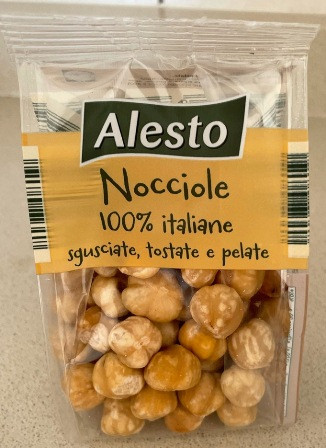 Alesto
Nocciole
100% italiane
sgusciate, tostate e pelate